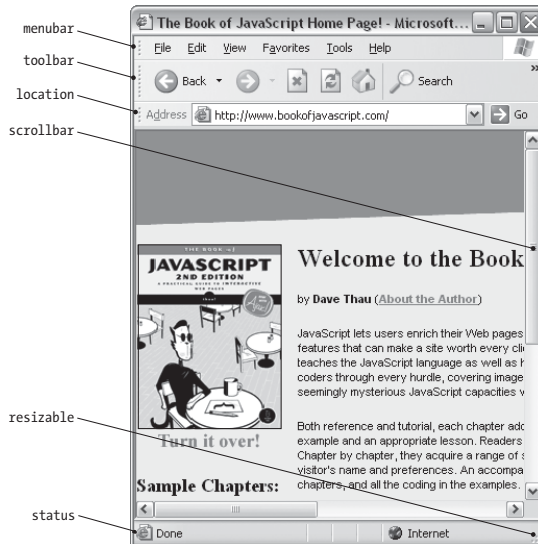 menubar
toolbar
location
scrollbar
resizable
status
The Book of JavaScript Home Page! - Microsoft...
File Edit View Favorites Tools Help
Back Search
Address http://www.bookofjavascript.com/ Go
THE BOOK of
JAVASCRIPT
2ND EDITION
A PRACTICAL GUIDE TO INTERACTIVE
WEB PAGES
thau!
Turn it over!
Sample Chapters:
Welcome to the Book
by Dave Thau (About the Author)
JavaScript lets users enrich their Web pages
features that can make a site worth every cli
teaches the JavaScript language as well as h
coders through every hurdle, covering image
seemingly mysterious JavaScript capacities v
Both reference and tutorial, each chapter add
example and an appropriate lesson. Readers
Chapter by chapter, they acquire a range of s
visitor's name and preferences. An accompa
chapters, and all the coding in the examples.
Done Internet